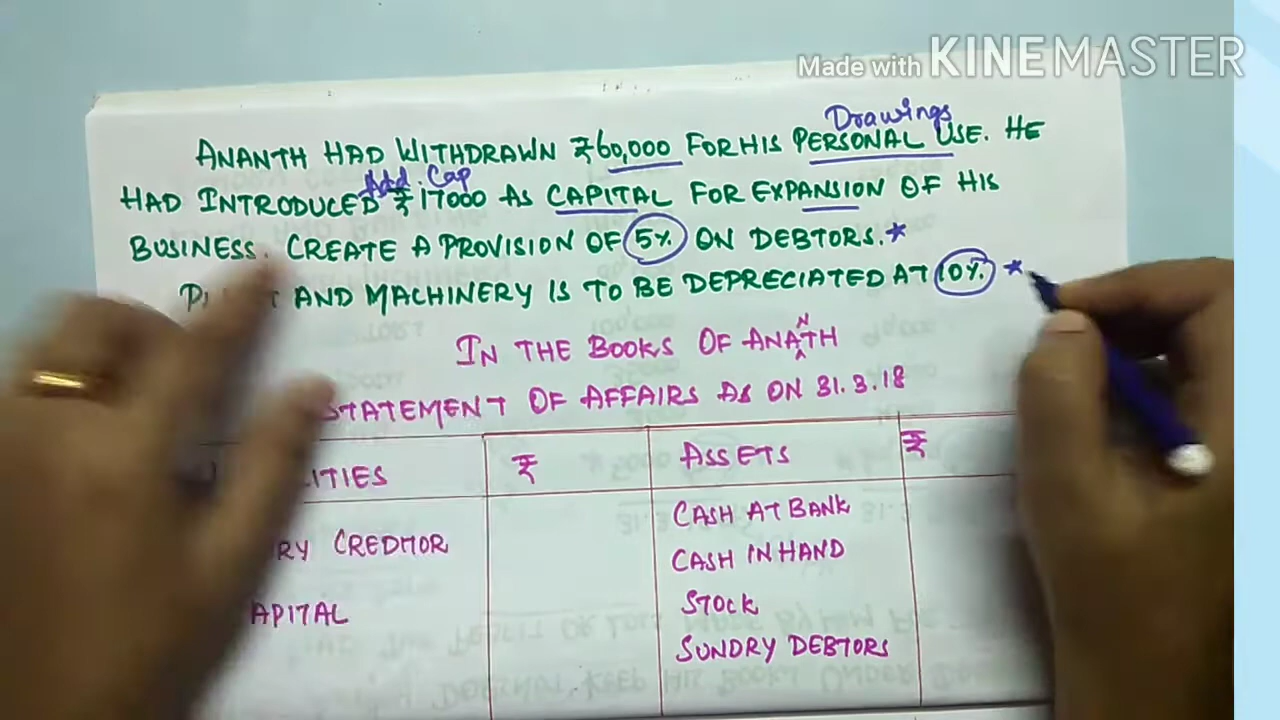 Made with KINEMASTER
Drawings
ANANTH HAD WITHDRAWN ₹60,000 FOR HIS PERSONAL USE. HE
Add. Cap
HAD INTRODUCED ₹17000 AS CAPITAL FOR EXPANSION OF HIS
BUSINESS. CREATE A PROVISION OF 5% ON DEBTORS.*
AND MACHINERY IS TO BE DEPRECIATED AT 10% *
IN THE BOOKS OF ANANTH
STATEMENT OF AFFAIRS AS ON 31.3.18
ITIES ₹ ASSETS ₹
CASH AT BANK
RY CREDITOR
CASH IN HAND
APITAL
STOCK
SUNDRY DEBTORS